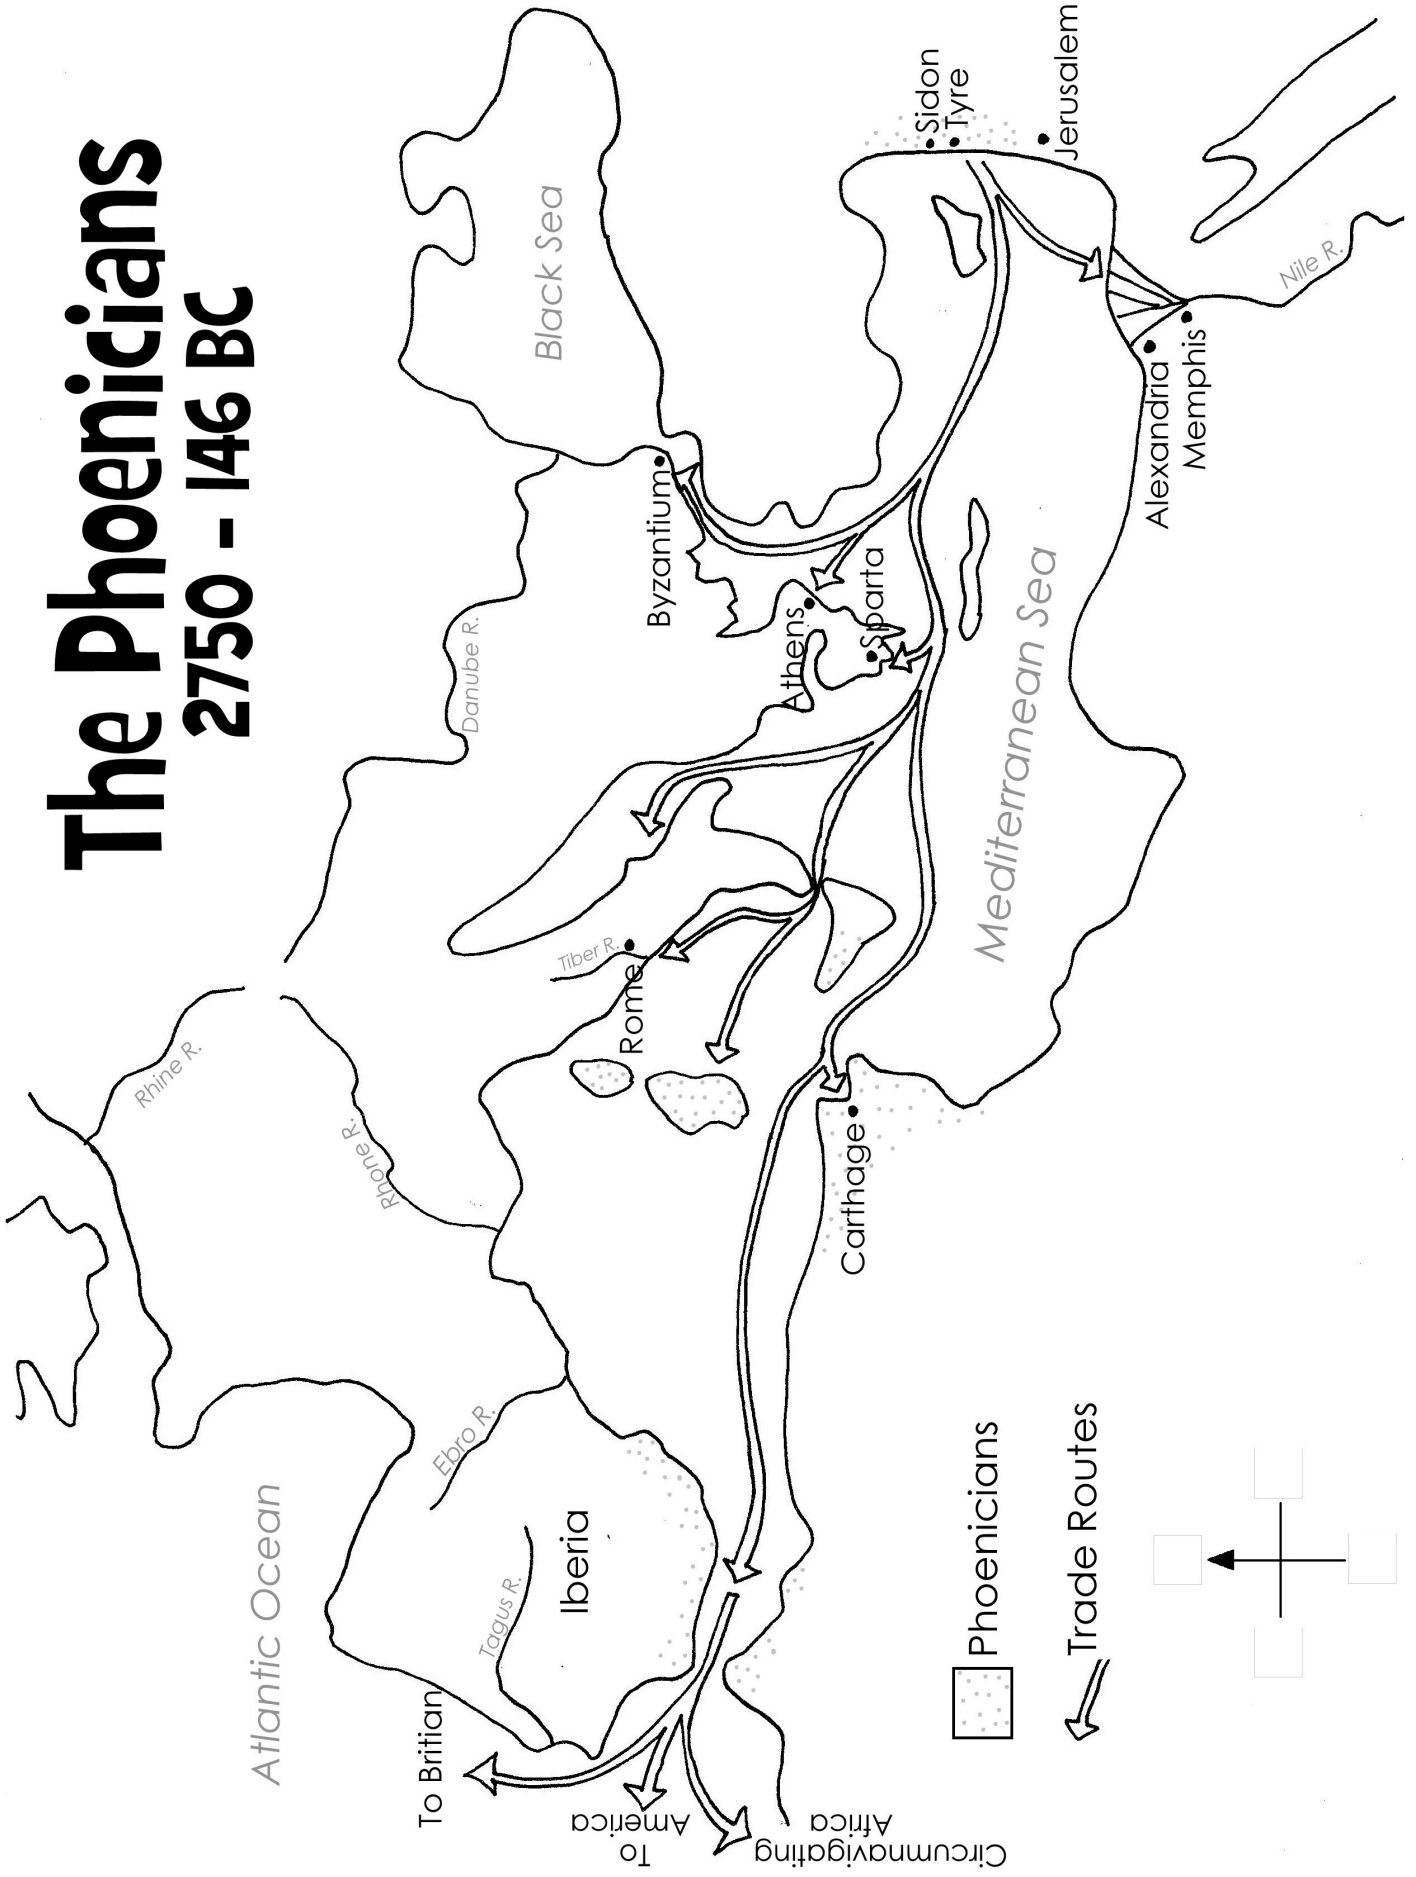 The Phoenicians
2750 - 146 BC
Black Sea
Danube R.
Byzantium
Athens
Sparta
Sidon
Tyre
Jerusalem
Nile R.
Alexandria
Memphis
Mediterranean Sea
Tiber R.
Rome
Rhine R.
Rhone R.
Carthage
Ebro R.
Tagus R.
Iberia
Atlantic Ocean
To Britian
To
America
Circumnavigating
Africa
Phoenicians
Trade Routes